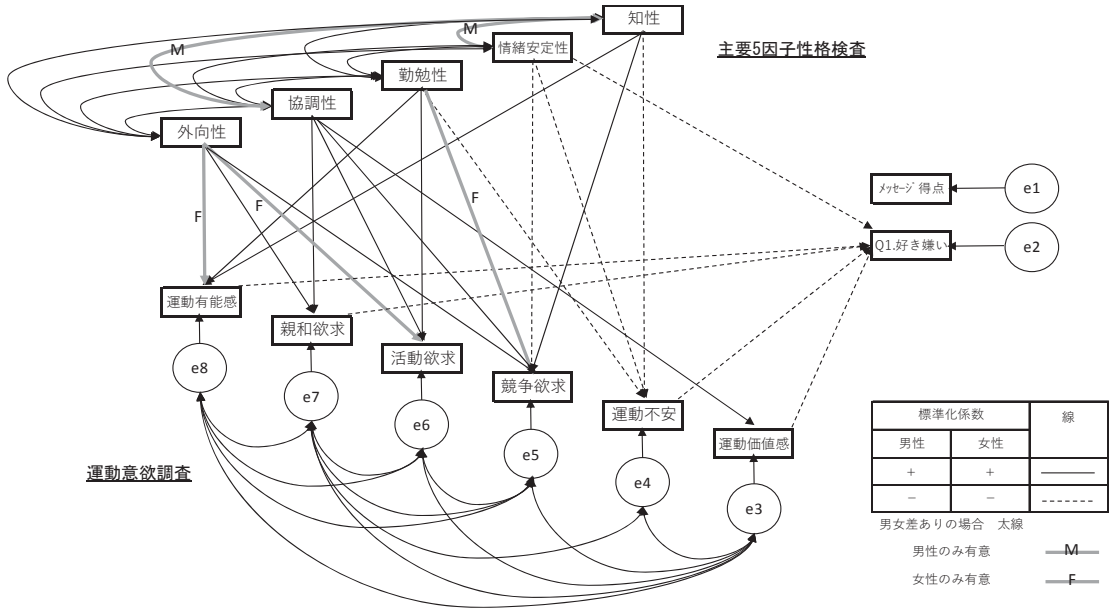 知性
M
M
情緒安定性
主要5因子性格検査
勤勉性
協調性
外向性
メッセージ得点
e1
F
F
F
Q1.好き嫌い
e2
運動有能感
親和欲求
活動欲求
競争欲求
運動不安
運動価値感
e8
e7
e6
e5
e4
e3
運動意欲調査
標準化係数 線
男性 女性
+ +
− −
男女差ありの場合 太線
男性のみ有意 M
女性のみ有意 F